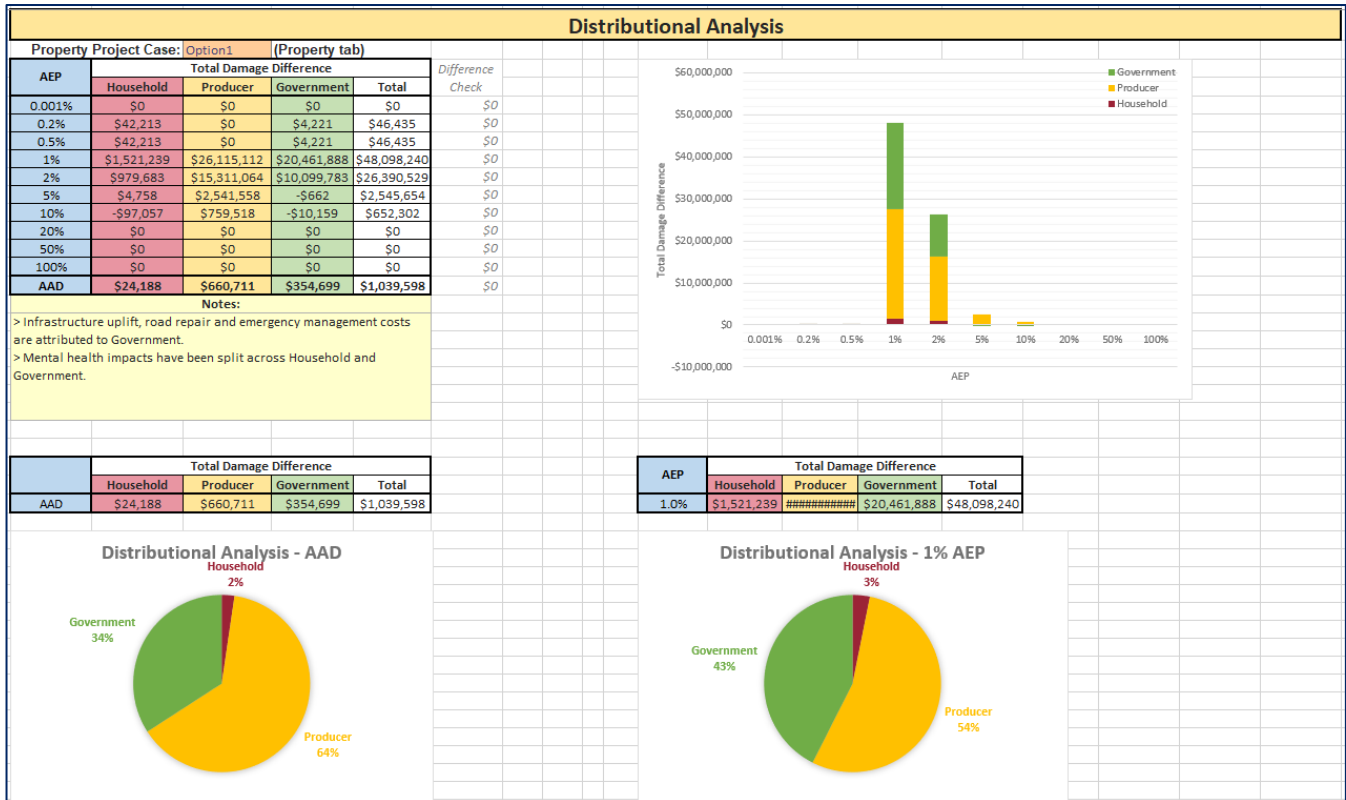 Distributional Analysis
Property Project Case: Option1 (Property tab)
AEP Total Damage Difference Difference Check
Household Producer Government Total
0.001% $0 $0 $0 $0 $0
0.2% $42,213 $0 $4,221 $46,435 $0
0.5% $42,213 $0 $4,221 $46,435 $0
1% $1,521,239 $26,115,112 $20,461,888 $48,098,240 $0
2% $979,683 $15,311,064 $10,099,783 $26,390,529 $0
5% $4,758 $2,541,558 -$662 $2,545,654 $0
10% -$97,057 $759,518 -$10,159 $652,302 $0
20% $0 $0 $0 $0 $0
50% $0 $0 $0 $0 $0
100% $0 $0 $0 $0 $0
AAD $24,188 $660,711 $354,699 $1,039,598 $0
Notes:
> Infrastructure uplift, road repair and emergency management costs
are attributed to Government.
> Mental health impacts have been split across Household and
Government.
$60,000,000
$50,000,000
$40,000,000
$30,000,000
$20,000,000
$10,000,000
$0
-$10,000,000
Total Damage Difference
Government
Producer
Household
0.001% 0.2% 0.5% 1% 2% 5% 10% 20% 50% 100%
AEP
Total Damage Difference
Household Producer Government Total
AAD $24,188 $660,711 $354,699 $1,039,598
AEP Total Damage Difference
Household Producer Government Total
1.0% $1,521,239 ########### $20,461,888 $48,098,240
Distributional Analysis - AAD
Household
2%
Government
34%
Producer
64%
Distributional Analysis - 1% AEP
Household
3%
Government
43%
Producer
54%